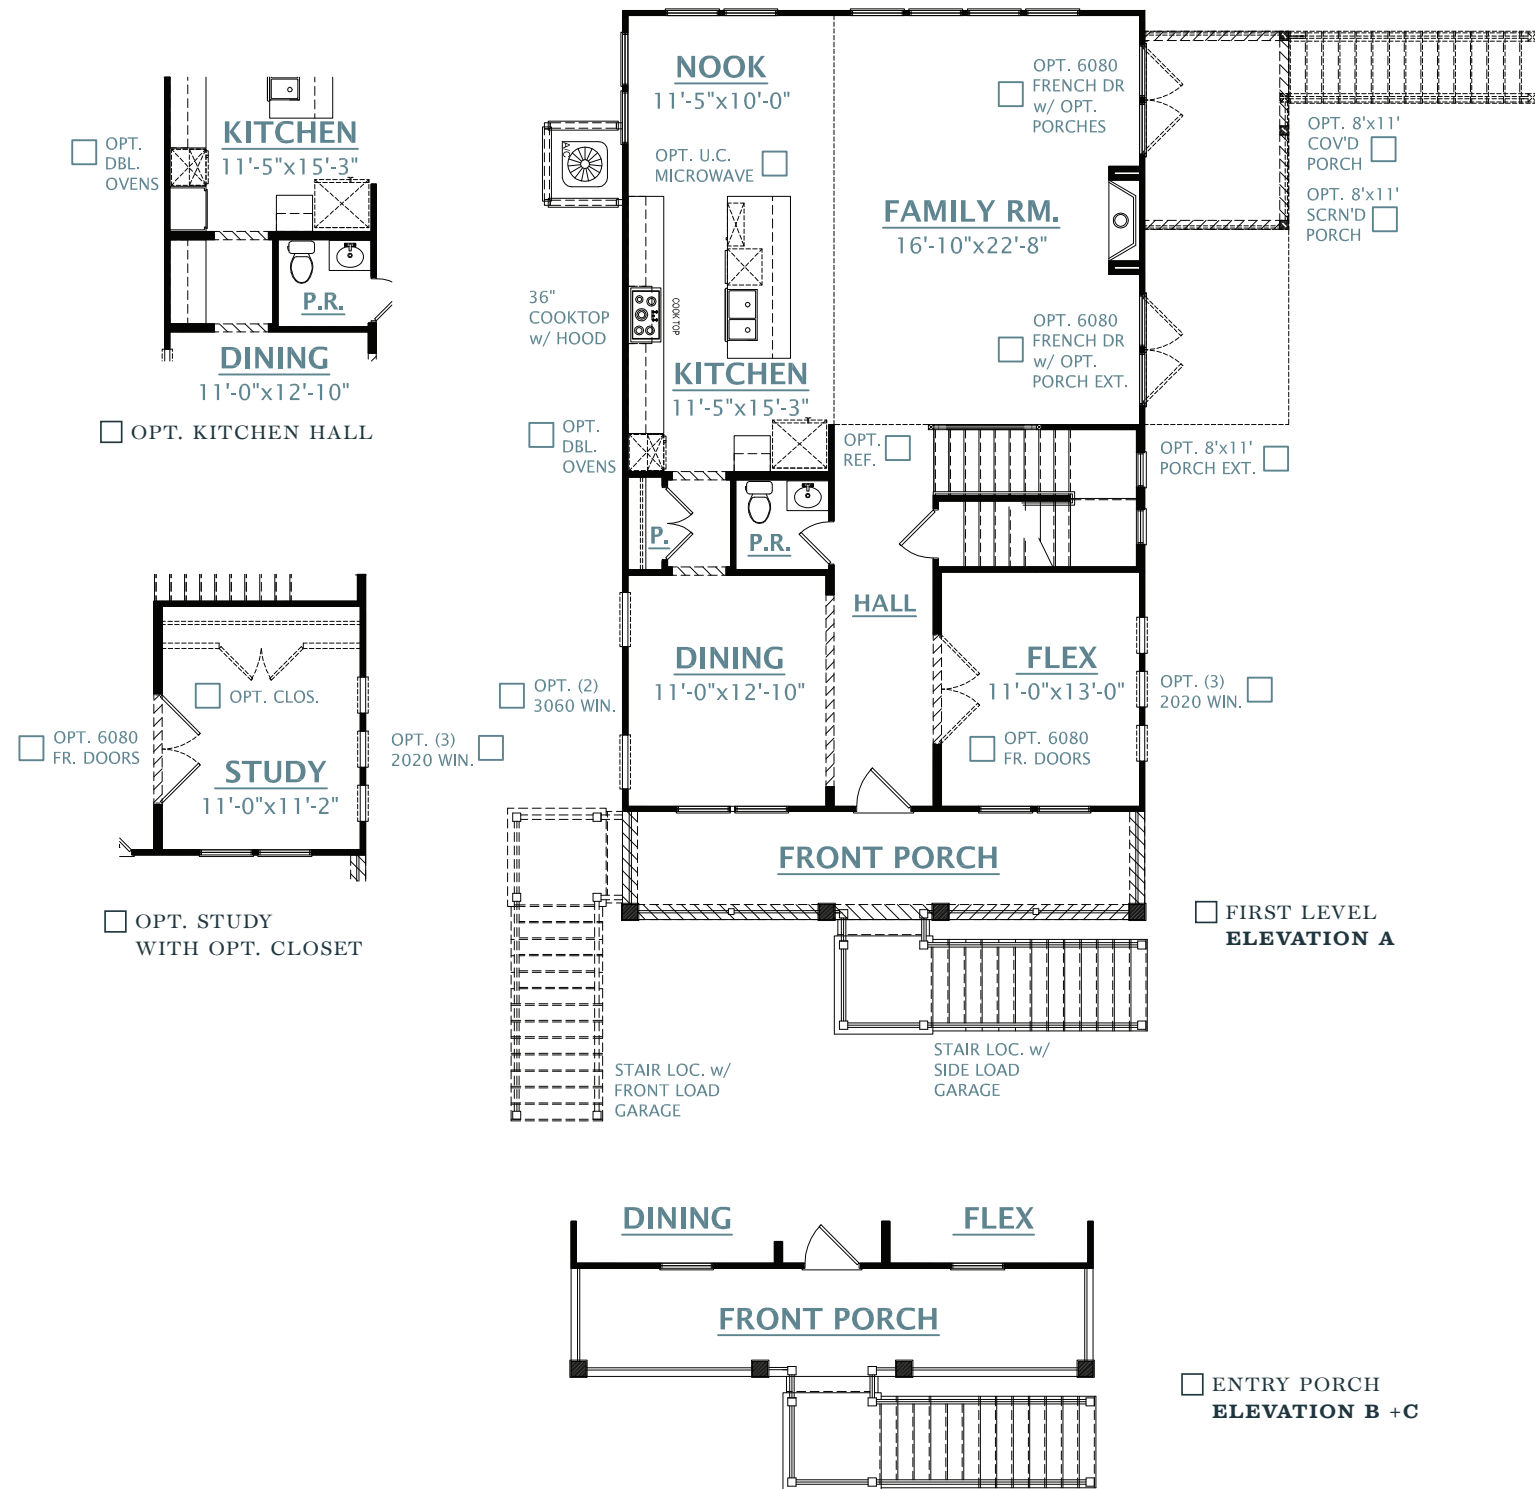 NOOK
11'-5"x10'-0"
OPT. 6080
FRENCH DR
w/ OPT.
PORCHES
OPT. 8'x11'
COV'D
PORCH
OPT. 8'x11'
SCRN'D
PORCH
KITCHEN
11'-5"x15'-3"
OPT.
DBL.
OVENS
P.R.
DINING
11'-0"x12'-10"
OPT. KITCHEN HALL
A/C
OPT. U.C.
MICROWAVE
FAMILY RM.
16'-10"x22'-8"
36"
COOKTOP
w/ HOOD
COOK TOP
OPT. 6080
FRENCH DR
w/ OPT.
PORCH EXT.
KITCHEN
11'-5"x15'-3"
OPT.
DBL.
OVENS
OPT.
REF.
OPT. 8'x11'
PORCH EXT.
P.
P.R.
HALL
DINING
11'-0"x12'-10"
FLEX
11'-0"x13'-0"
OPT. (2)
3060 WIN.
OPT. (3)
2020 WIN.
OPT. 6080
FR. DOORS
OPT. CLOS.
OPT. 6080
FR. DOORS
OPT. (3)
2020 WIN.
STUDY
11'-0"x11'-2"
OPT. STUDY
WITH OPT. CLOSET
FRONT PORCH
FIRST LEVEL
ELEVATION A
STAIR LOC. w/
FRONT LOAD
GARAGE
STAIR LOC. w/
SIDE LOAD
GARAGE
DINING
FLEX
FRONT PORCH
ENTRY PORCH
ELEVATION B +C